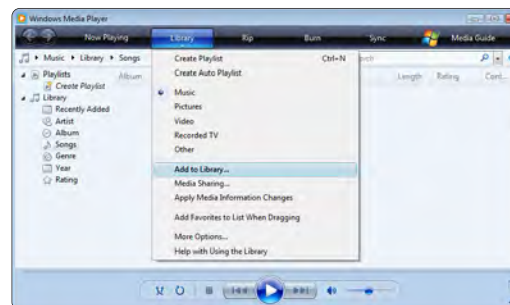 Windows Media Player
Now Playing Library Rip Burn Sync Media Guide
Music Library Songs
Playlists
Create Playlist
Library
Recently Added
Artist
Album
Songs
Genre
Year
Rating
Album
Length Rating
Create Playlist Ctrl-N
Create Auto Playlist
Music
Pictures
Video
Recorded TV
Other
Add to Library...
Media Sharing...
Apply Media Information Changes
Add Favorites to List When Dragging
More Options...
Help with Using the Library